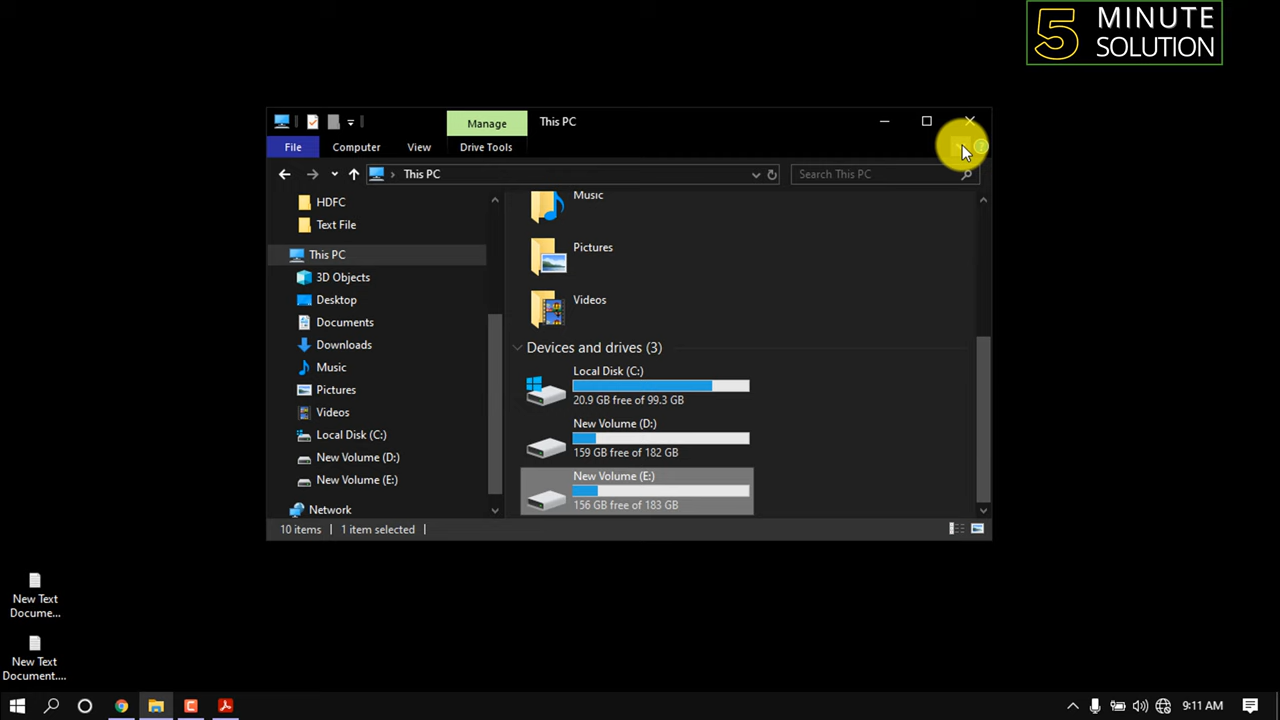 5 MINUTE
SOLUTION
Manage
This PC
File
Computer
View
Drive Tools
This PC
Search This PC
HDFC
Text File
This PC
3D Objects
Desktop
Documents
Downloads
Music
Pictures
Videos
Local Disk (C:)
New Volume (D:)
New Volume (E:)
Network
Music
Pictures
Videos
Devices and drives (3)
Local Disk (C:)
20.9 GB free of 99.3 GB
New Volume (D:)
159 GB free of 182 GB
New Volume (E:)
156 GB free of 183 GB
10 items
1 item selected
New Text
Docume...
New Text
Document....
9:11 AM